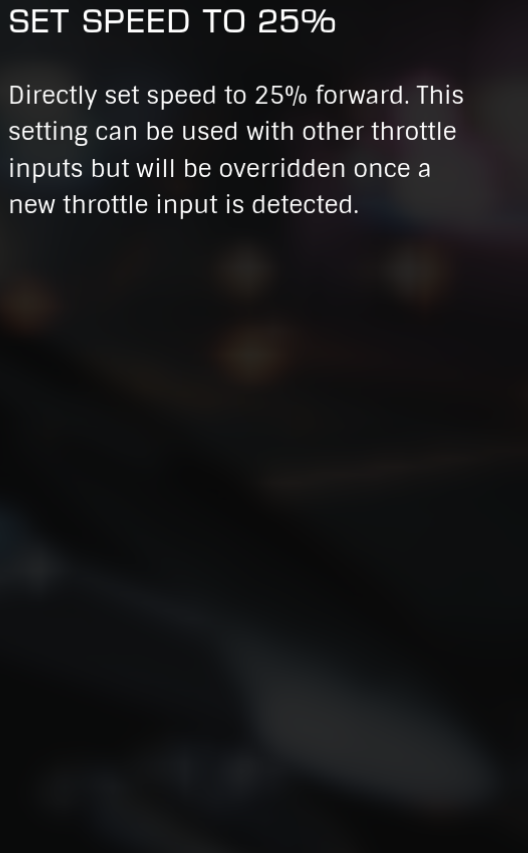 SET SPEED TO 25%
Directly set speed to 25% forward. This
setting can be used with other throttle
inputs but will be overridden once a
new throttle input is detected.